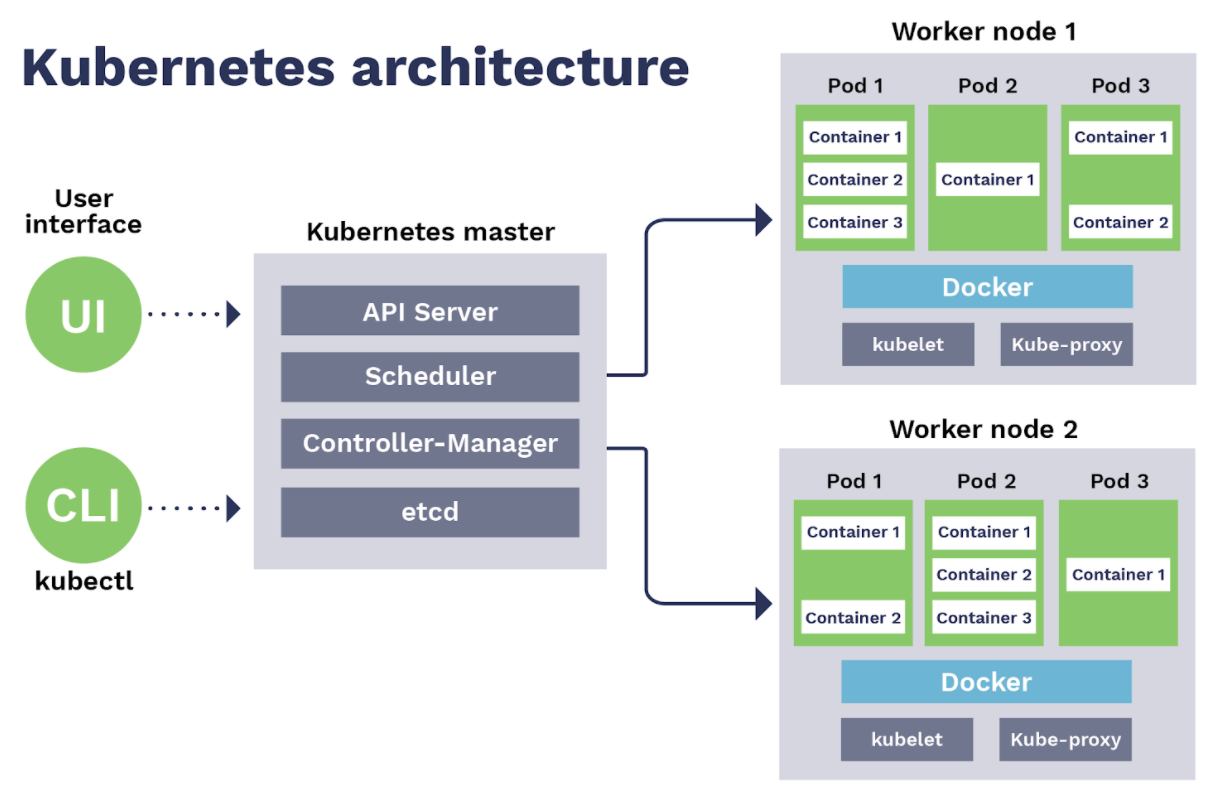 Kubernetes architecture
User
interface
UI
CLI
kubectl
Kubernetes master
API Server
Scheduler
Controller-Manager
etcd
Worker node 1
Pod 1
Container 1
Container 2
Container 3
Pod 2
Container 1
Pod 3
Container 1
Container 2
Docker
kubelet
Kube-proxy
Worker node 2
Pod 1
Container 1
Container 2
Pod 2
Container 1
Container 2
Container 3
Pod 3
Container 1
Docker
kubelet
Kube-proxy